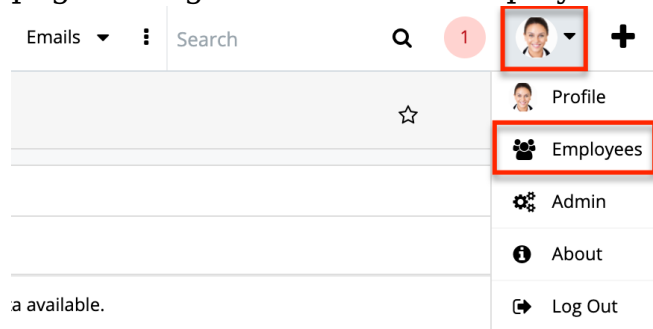 Emails
Search
1
Profile
Employees
Admin
About
available.
Log Out